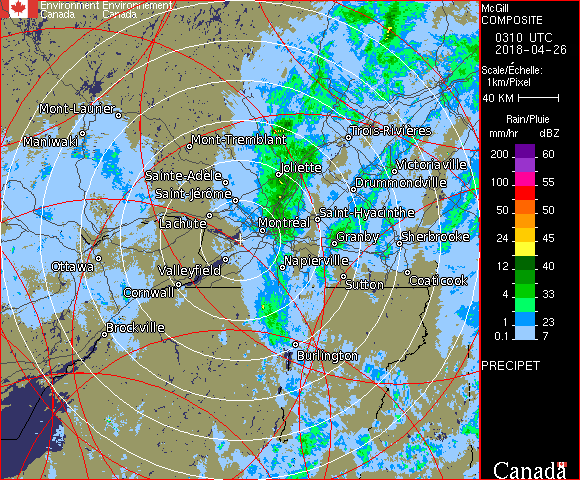 Environment Environnement
Canada Canada
McGill
COMPOSITE
0310 UTC
2018-04-26
Scale/Échelle:
1km/Pixel
40 KM
Rain/Pluie
mm/hr dBZ
200 60
100 55
50 50
24 45
12 40
8 33
4 33
1 23
0.1 7
PRECIPET
Canada
Mont-Laurier
Maniwaki
Mont-Tremblant
Trois-Rivières
Joliette
Victoriaville
Sainte-Adèle
Drummondville
Saint-Jérôme
Lachute
Saint-Hyacinthe
Montréal
Granby
Sherbrooke
Ottawa
Valleyfield
Napierville
Sutton
Coaticook
Cornwall
Brockville
Burlington